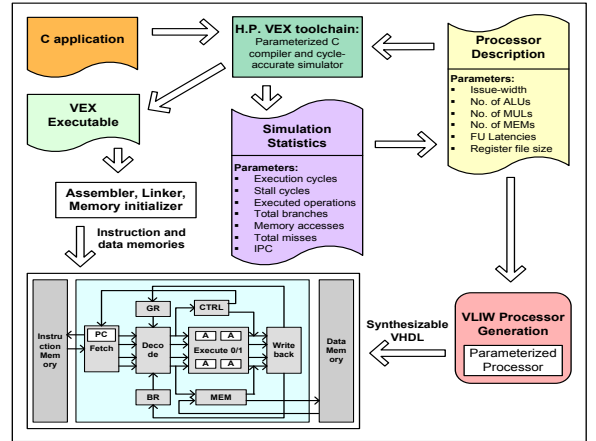 C application
H.P. VEX toolchain:
Parameterized C
compiler and cycle-
accurate simulator
Processor
Description
Parameters:
▪ Issue-width
▪ No. of ALUs
▪ No. of MULs
▪ No. of MEMs
▪ FU Latencies
▪ Register file size
VEX
Executable
Simulation
Statistics
Parameters:
▪ Execution cycles
▪ Stall cycles
▪ Executed operations
▪ Total branches
▪ Memory accesses
▪ Total misses
▪ IPC
Assembler, Linker,
Memory initializer
Instruction and
data memories
Instruc
tion
Memory
PC
Fetch
GR
Deco
de
BR
CTRL
A A
Execute 0/1
A A
MEM
Write
back
Data
Memory
Synthesizable
VHDL
VLIW Processor
Generation
Parameterized
Processor